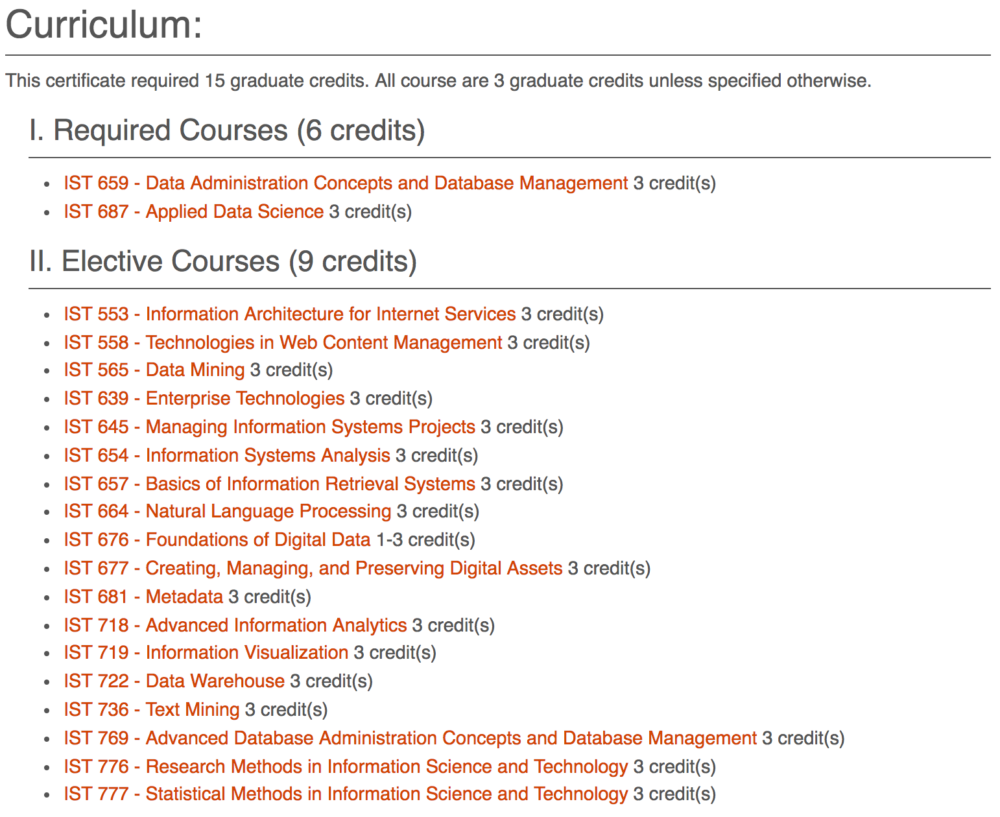 Curriculum:
This certificate required 15 graduate credits. All course are 3 graduate credits unless specified otherwise.
I. Required Courses (6 credits)
• IST 659 - Data Administration Concepts and Database Management 3 credit(s)
• IST 687 - Applied Data Science 3 credit(s)
II. Elective Courses (9 credits)
• IST 553 - Information Architecture for Internet Services 3 credit(s)
• IST 558 - Technologies in Web Content Management 3 credit(s)
• IST 565 - Data Mining 3 credit(s)
• IST 639 - Enterprise Technologies 3 credit(s)
• IST 645 - Managing Information Systems Projects 3 credit(s)
• IST 654 - Information Systems Analysis 3 credit(s)
• IST 657 - Basics of Information Retrieval Systems 3 credit(s)
• IST 664 - Natural Language Processing 3 credit(s)
• IST 676 - Foundations of Digital Data 1-3 credit(s)
• IST 677 - Creating, Managing, and Preserving Digital Assets 3 credit(s)
• IST 681 - Metadata 3 credit(s)
• IST 718 - Advanced Information Analytics 3 credit(s)
• IST 719 - Information Visualization 3 credit(s)
• IST 722 - Data Warehouse 3 credit(s)
• IST 736 - Text Mining 3 credit(s)
• IST 769 - Advanced Database Administration Concepts and Database Management 3 credit(s)
• IST 776 - Research Methods in Information Science and Technology 3 credit(s)
• IST 777 - Statistical Methods in Information Science and Technology 3 credit(s)